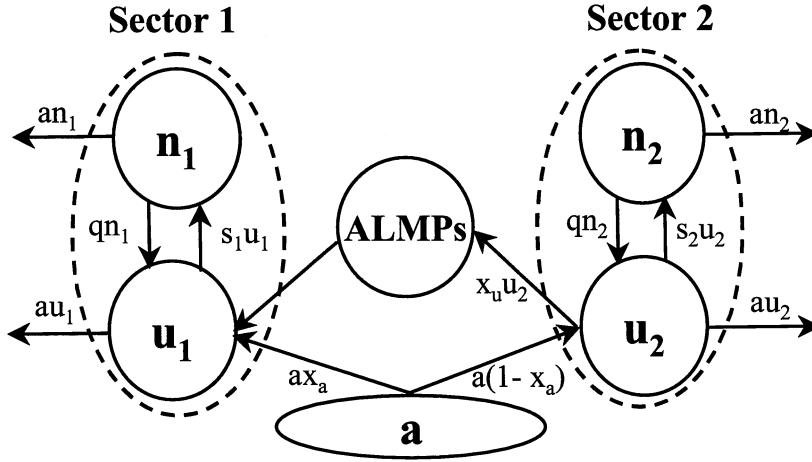 Sector 1
Sector 2
an₁
n₁
n₂
an₂
ALMPs
qn₁
s₁u₁
qn₂
s₂u₂
xᵤu₂
au₁
u₁
u₂
au₂
axₐ
a(1- xₐ)
a